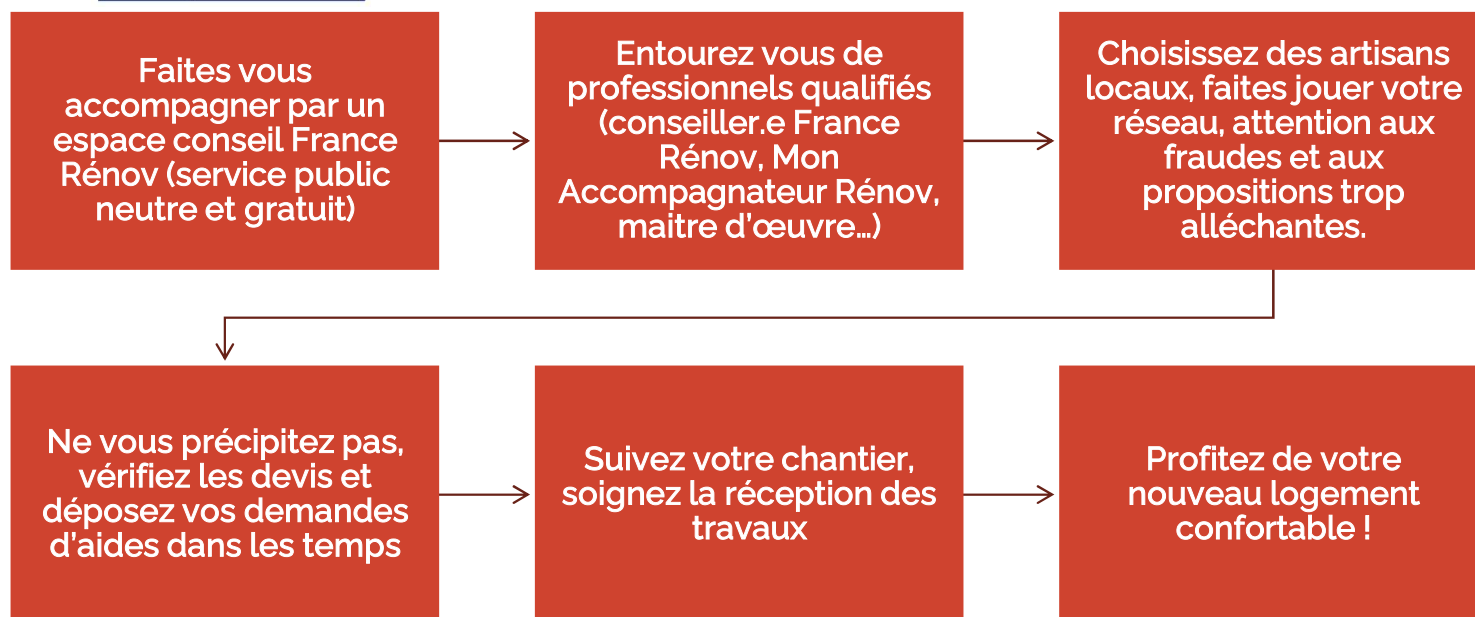 Faites vous
accompagner par un
espace conseil France
Rénov (service public
neutre et gratuit)
Entourez vous de
professionnels qualifiés
(conseiller.e France
Rénov, Mon
Accompagnateur Rénov,
maitre d'œuvre...)
Choisissez des artisans
locaux, faites jouer votre
réseau, attention aux
fraudes et aux
propositions trop
alléchantes.
Ne vous précipitez pas,
vérifiez les devis et
déposez vos demandes
d'aides dans les temps
Suivez votre chantier,
soignez la réception des
travaux
Profitez de votre
nouveau logement
confortable !